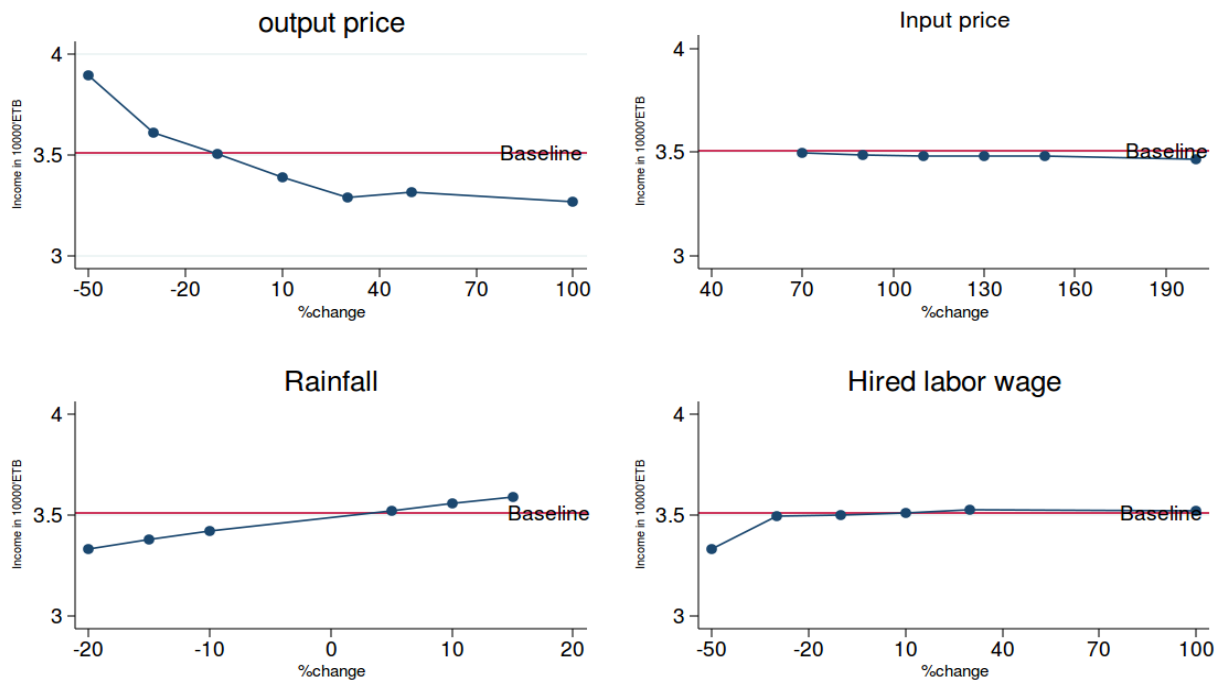 output price
Income in 10000'ETB
4
3.5
3
Baseline
-50 -20 10 40 70 100
%change
Input price
Income in 10000'ETB
4
3.5
3
Baseline
40 70 100 130 160 190
%change
Rainfall
Income in 10000'ETB
4
3.5
3
Baseline
-20 -10 0 10 20
%change
Hired labor wage
Income in 10000'ETB
4
3.5
3
Baseline
-50 -20 10 40 70 100
%change